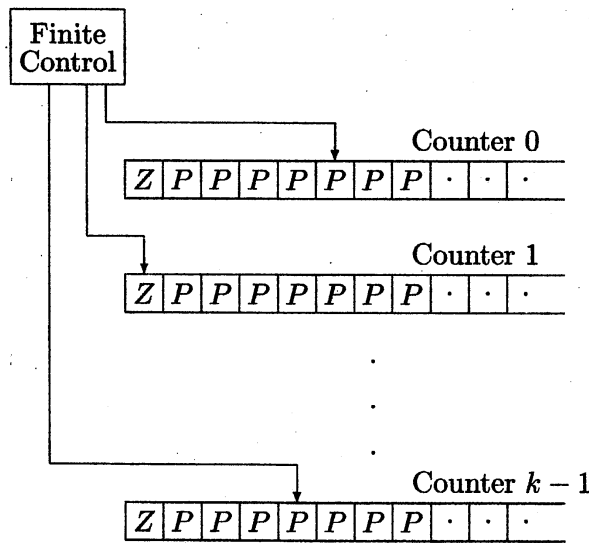 Finite
Control
Counter 0
Z P P P P P P P · · ·
Counter 1
Z P P P P P P P · · ·
·
·
·
Counter k − 1
Z P P P P P P P · · ·